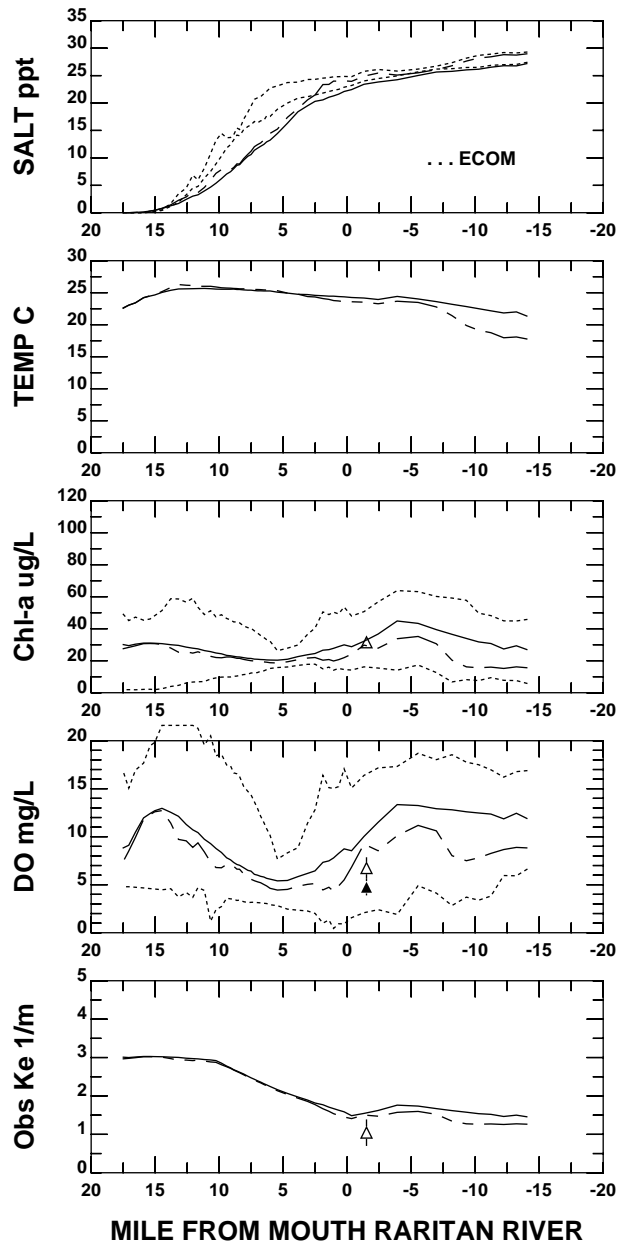 SALT ppt
35
30
25
20
15
10
5
0
. . . ECOM
20 15 10 5 0 -5 -10 -15 -20
TEMP C
30
25
20
15
10
5
0
20 15 10 5 0 -5 -10 -15 -20
Chl-a ug/L
120
100
80
60
40
20
0
20 15 10 5 0 -5 -10 -15 -20
DO mg/L
20
15
10
5
0
20 15 10 5 0 -5 -10 -15 -20
Obs Ke 1/m
5
4
3
2
1
0
20 15 10 5 0 -5 -10 -15 -20
MILE FROM MOUTH RARITAN RIVER